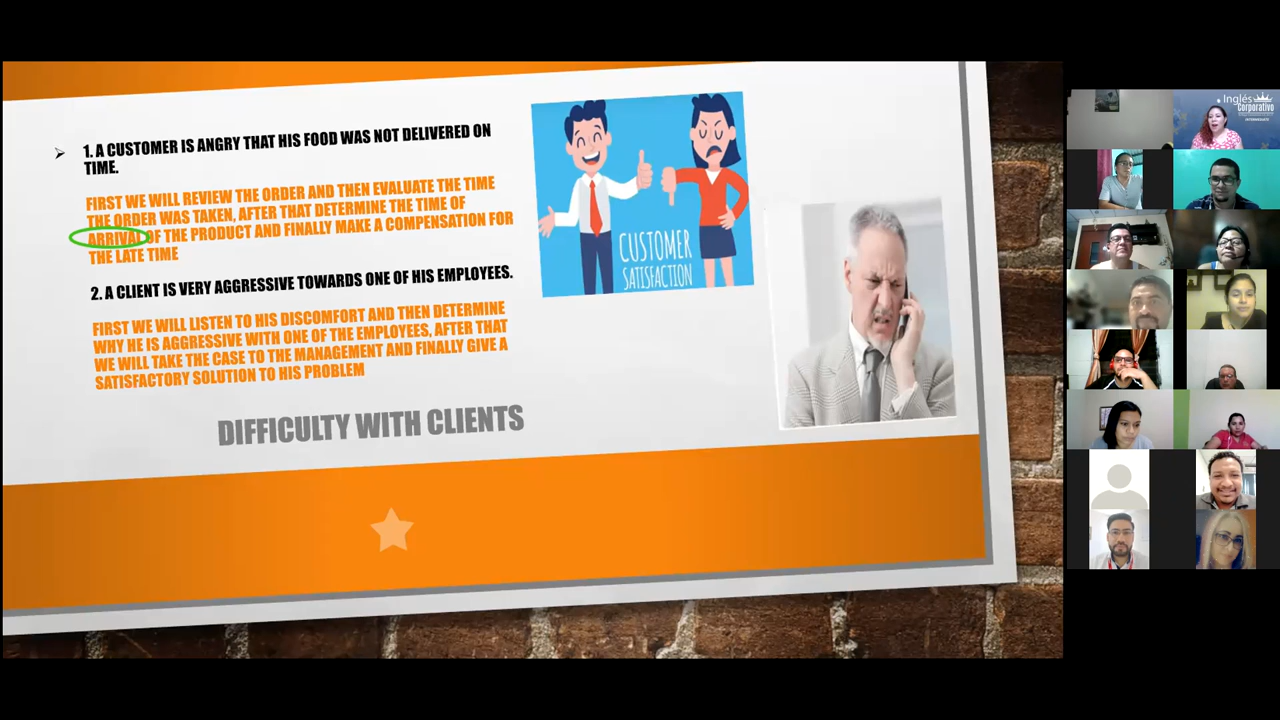 1. A CUSTOMER IS ANGRY THAT HIS FOOD WAS NOT DELIVERED ON
TIME.
FIRST WE WILL REVIEW THE ORDER AND THEN EVALUATE THE TIME
THE ORDER WAS TAKEN, AFTER THAT DETERMINE THE TIME OF
ARRIVAL OF THE PRODUCT AND FINALLY MAKE A COMPENSATION FOR
THE LATE TIME
2. A CLIENT IS VERY AGGRESSIVE TOWARDS ONE OF HIS EMPLOYEES.
FIRST WE WILL LISTEN TO HIS DISCOMFORT AND THEN DETERMINE
WHY HE IS AGGRESSIVE WITH ONE OF THE EMPLOYEES, AFTER THAT
WE WILL TAKE THE CASE TO THE MANAGEMENT AND FINALLY GIVE A
SATISFACTORY SOLUTION TO HIS PROBLEM
DIFFICULTY WITH CLIENTS
CUSTOMER
SATISFACTION
Inglés
Corporativo
INTERMEDIATE